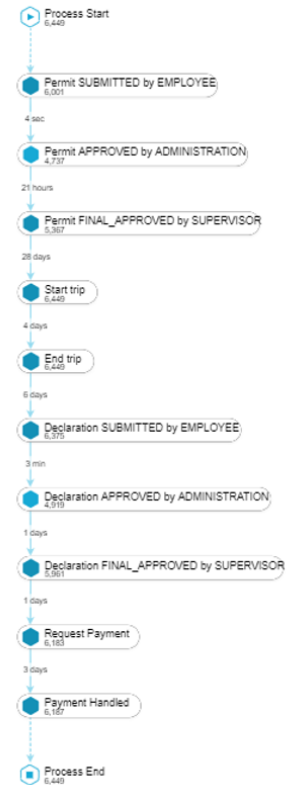 Process Start
6,449
Permit SUBMITTED by EMPLOYEE
6,001
4 sec
Permit APPROVED by ADMINISTRATION
4,737
21 hours
Permit FINAL_APPROVED by SUPERVISOR
5,367
28 days
Start trip
6,449
4 days
End trip
6,449
6 days
Declaration SUBMITTED by EMPLOYEE
6,375
3 min
Declaration APPROVED by ADMINISTRATION
4,919
1 days
Declaration FINAL_APPROVED by SUPERVISOR
5,961
1 days
Request Payment
6,183
3 days
Payment Handled
6,187
Process End
6,449